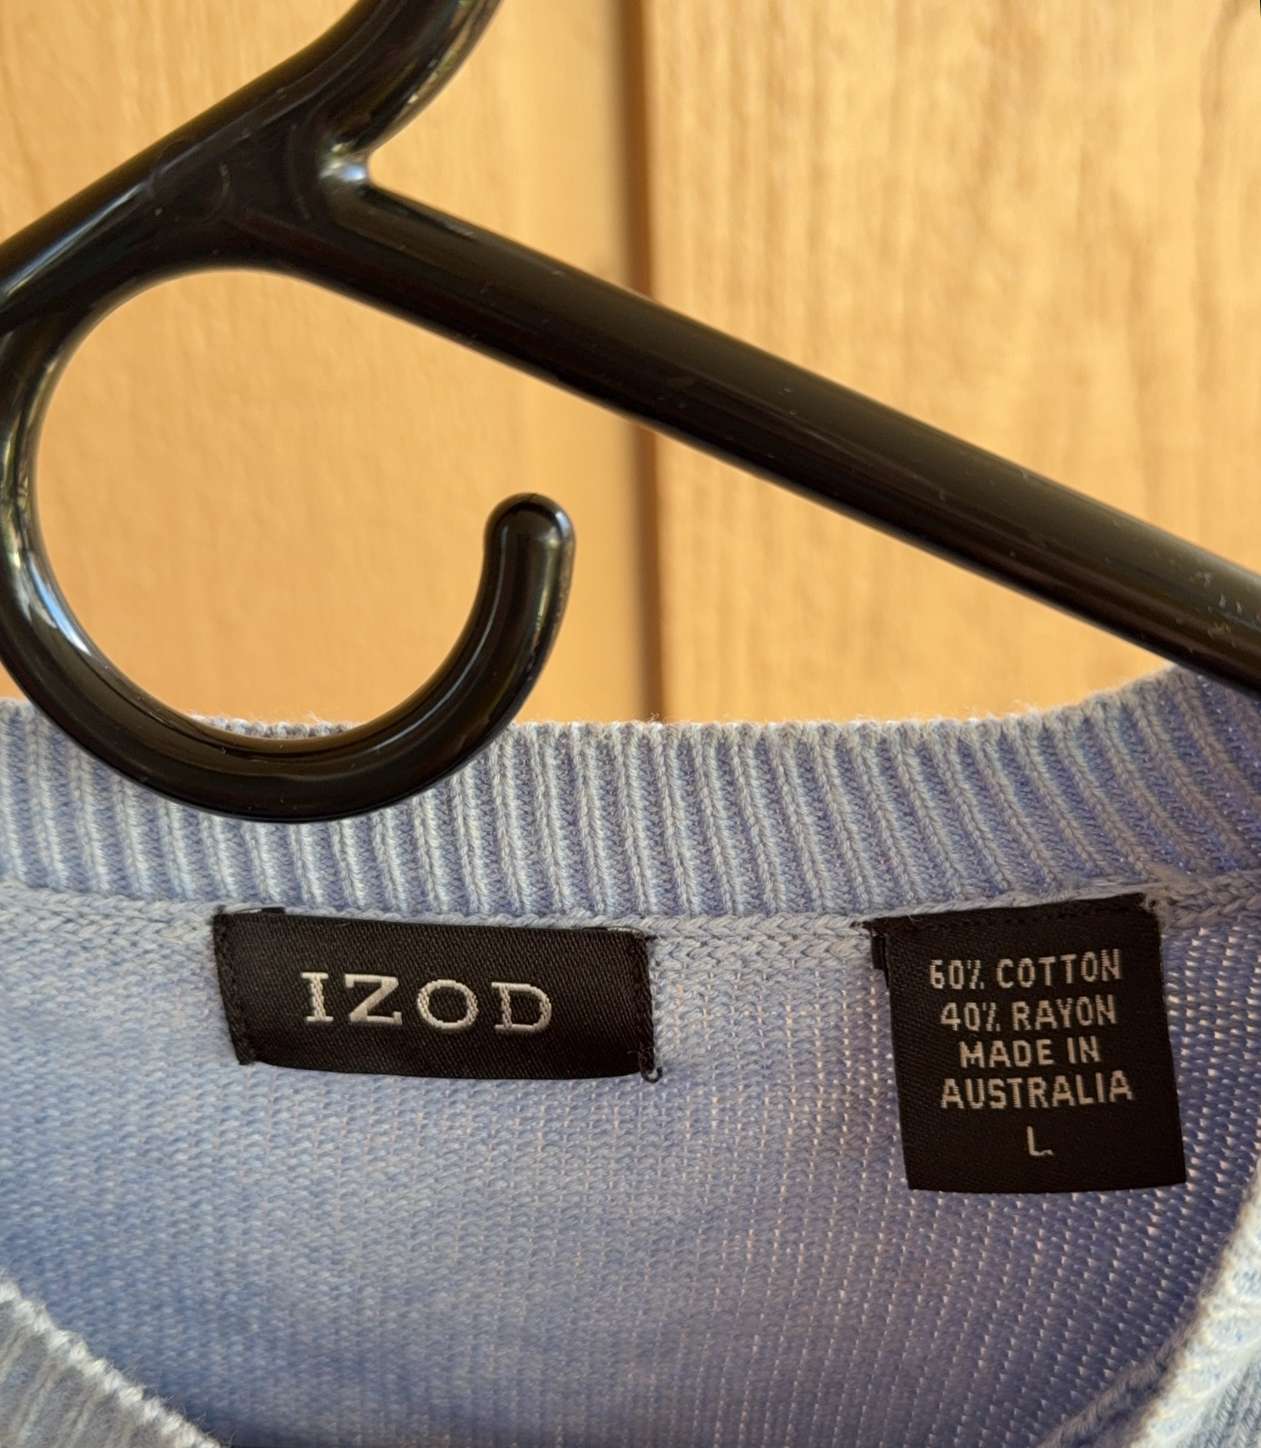 IZOD
60% COTTON
40% RAYON
MADE IN
AUSTRALIA
L